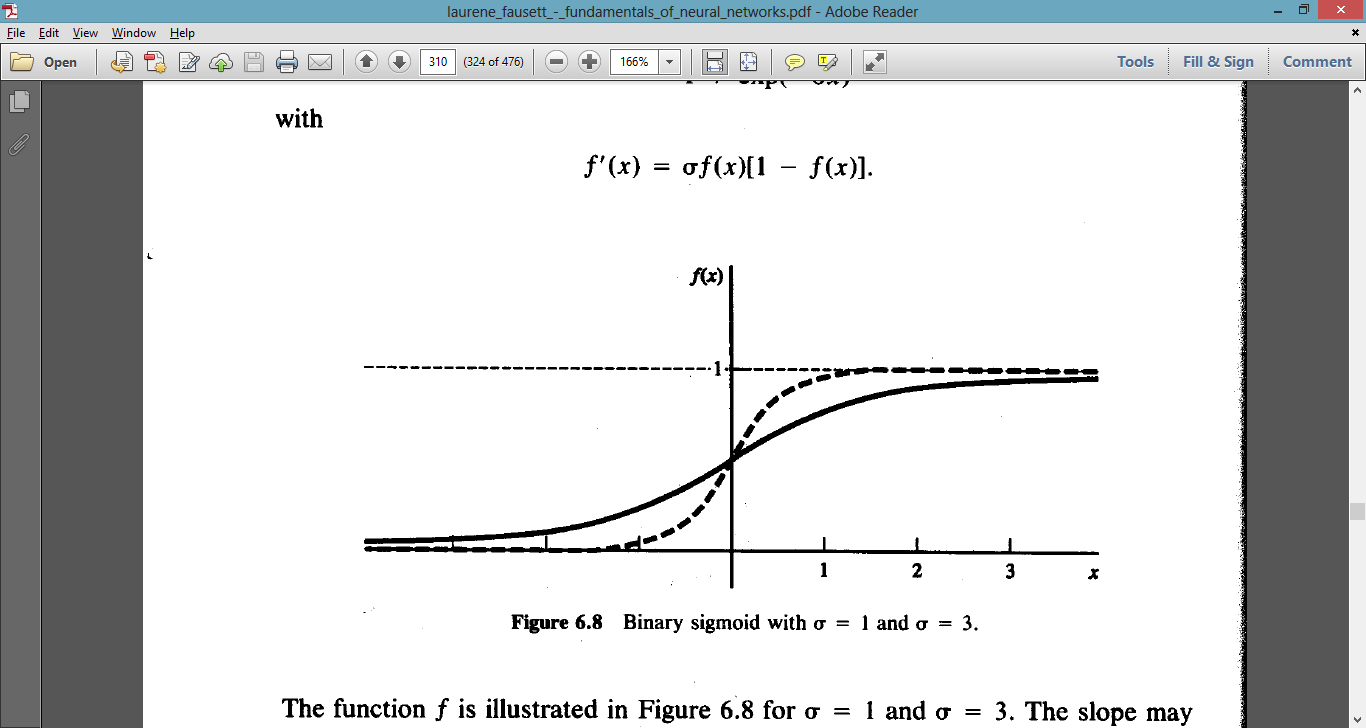 laurene_fausett_-_fundamentals_of_neural_networks.pdf - Adobe Reader
File Edit View Window Help
Open 310 (324 of 476) 166% Tools Fill & Sign Comment
with
f'(x) = σf(x)[1 − f(x)].
f(x)
1
1 2 3 x
Figure 6.8 Binary sigmoid with σ = 1 and σ = 3.
The function f is illustrated in Figure 6.8 for σ = 1 and σ = 3. The slope may